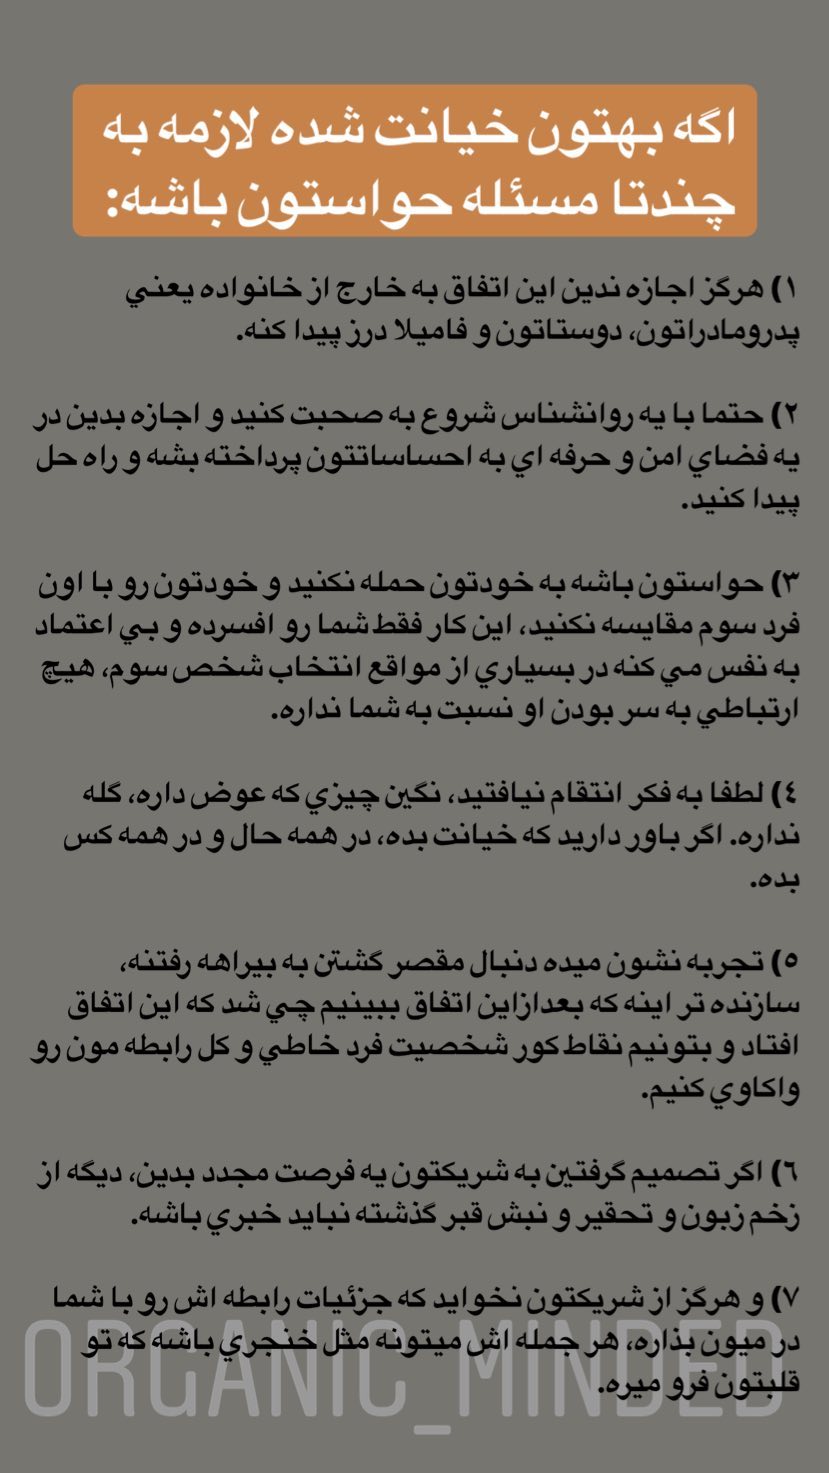 اگه بهتون خیانت شده لازمه به
چندتا مسئله حواستون باشه:
۱) هرگز اجازه ندین این اتفاق به خارج از خانواده یعني
پدرومادراتون، دوستاتون و فامیلا درز پیدا کنه.
۲) حتما با یه روانشناس شروع به صحبت کنید و اجازه بدین در
یه فضاي امن و حرفه اي به احساساتتون پرداخته بشه و راه حل
پیدا کنید.
۳) حواستون باشه به خودتون حمله نکنید و خودتون رو با اون
فرد سوم مقایسه نکنید، این کار فقط شما رو افسرده و بي اعتماد
به نفس مي کنه در بسیاري از مواقع انتخاب شخص سوم، هیچ
ارتباطي به سر بودن او نسبت به شما نداره.
٤) لطفا به فکر انتقام نیافتید، نگین چیزي که عوض داره، گله
نداره. اگر باور دارید که خیانت بده، در همه حال و در همه کس
بده.
٥) تجربه نشون میده دنبال مقصر گشتن به بیراهه رفتنه،
سازنده تر اینه که بعدازاین اتفاق ببینیم چي شد که این اتفاق
افتاد و بتونیم نقاط کور شخصیت فرد خاطي و کل رابطه مون رو
واکاوي کنیم.
٦) اگر تصمیم گرفتین به شریکتون یه فرصت مجدد بدین، دیگه از
زخم زبون و تحقیر و نبش قبر گذشته نباید خبري باشه.
۷) و هرگز از شریکتون نخواید که جزئیات رابطه اش رو با شما
در میون بذاره، هر جمله اش میتونه مثل خنجري باشه که تو
قلبتون فرو میره.
ORGANIC_MINDED